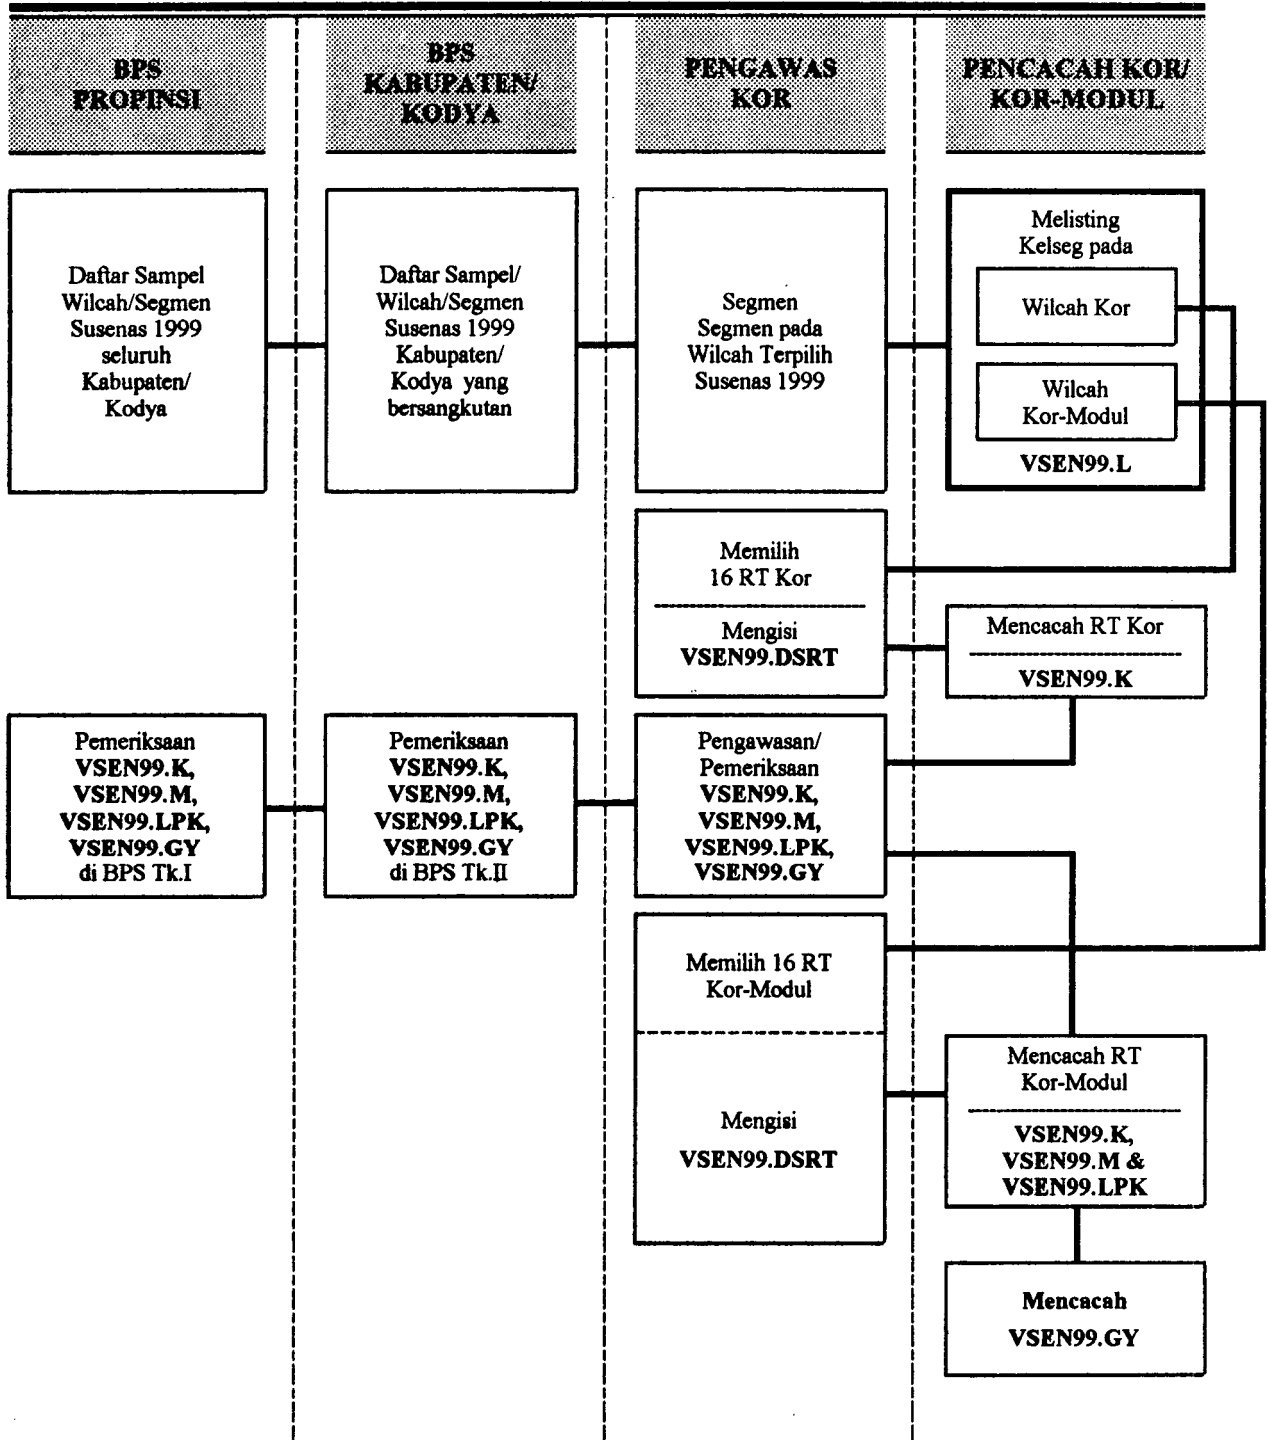 BPS
PROPINSI
BPS
KABUPATEN/
KODYA
PENGAWAS
KOR
PENCACAH KOR/
KOR-MODUL
Daftar Sampel
Wilcah/Segmen
Susenas 1999
seluruh
Kabupaten/
Kodya
Daftar Sampel/
Wilcah/Segmen
Susenas 1999
Kabupaten/
Kodya yang
bersangkutan
Segmen
Segmen pada
Wilcah Terpilih
Susenas 1999
Melisting
Kelseg pada
Wilcah Kor
Wilcah
Kor-Modul
VSEN99.L
Memilih
16 RT Kor
Mengisi
VSEN99.DSRT
Mencacah RT Kor
VSEN99.K
Pemeriksaan
VSEN99.K,
VSEN99.M,
VSEN99.LPK,
VSEN99.GY
di BPS Tk.I
Pemeriksaan
VSEN99.K,
VSEN99.M,
VSEN99.LPK,
VSEN99.GY
di BPS Tk.II
Pengawasan/
Pemeriksaan
VSEN99.K,
VSEN99.M,
VSEN99.LPK,
VSEN99.GY
Memilih 16 RT
Kor-Modul
Mengisi
VSEN99.DSRT
Mencacah RT
Kor-Modul
VSEN99.K,
VSEN99.M &
VSEN99.LPK
Mencacah
VSEN99.GY